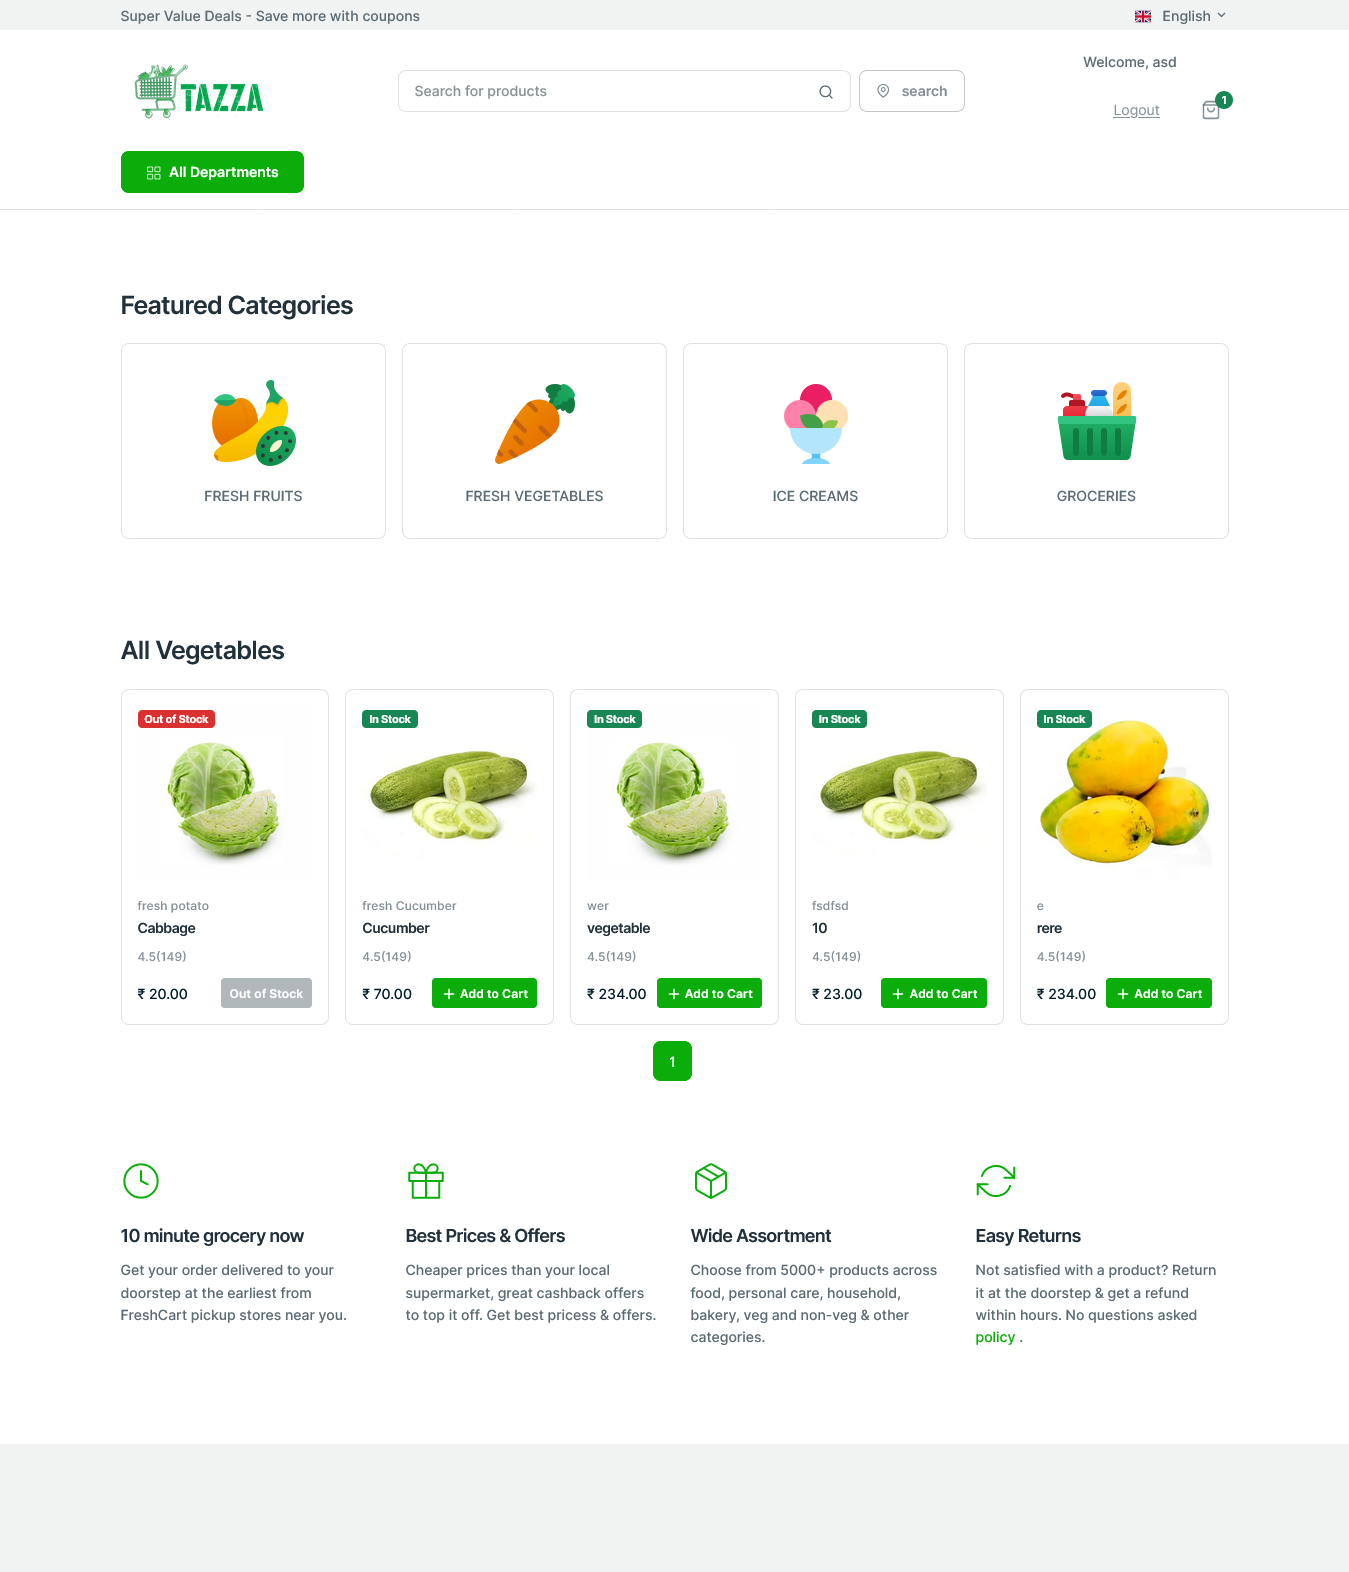 Super Value Deals - Save more with coupons
English
Welcome, asd
TAZZA
Search for products
search
Logout
1
All Departments
Featured Categories
FRESH FRUITS
FRESH VEGETABLES
ICE CREAMS
GROCERIES
All Vegetables
Out of Stock
fresh potato
Cabbage
4.5(149)
₹ 20.00
Out of Stock
In Stock
fresh Cucumber
Cucumber
4.5(149)
₹ 70.00
Add to Cart
In Stock
wer
vegetable
4.5(149)
₹ 234.00
Add to Cart
In Stock
fsdfsd
10
4.5(149)
₹ 23.00
Add to Cart
In Stock
e
rere
4.5(149)
₹ 234.00
Add to Cart
1
10 minute grocery now
Get your order delivered to your
doorstep at the earliest from
FreshCart pickup stores near you.
Best Prices & Offers
Cheaper prices than your local
supermarket, great cashback offers
to top it off. Get best pricess & offers.
Wide Assortment
Choose from 5000+ products across
food, personal care, household,
bakery, veg and non-veg & other
categories.
Easy Returns
Not satisfied with a product? Return
it at the doorstep & get a refund
within hours. No questions asked
policy .